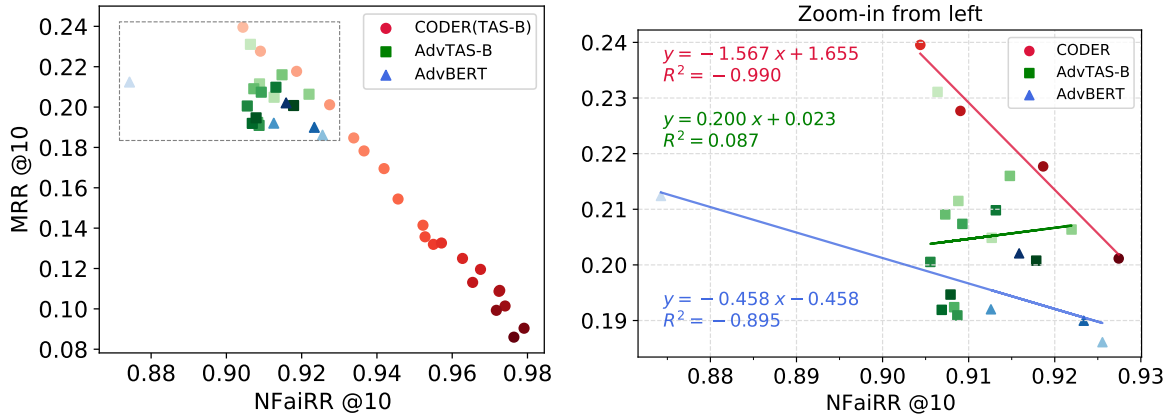 0.24
0.22
0.20
0.18
0.16
0.14
0.12
0.10
0.08
MRR @10
0.88
0.90
0.92
0.94
0.96
0.98
NFaiRR @10
CODER(TAS-B)
AdvTAS-B
AdvBERT
Zoom-in from left
0.24
0.23
0.22
0.21
0.20
0.19
y = −1.567 x + 1.655
R² = −0.990
y = 0.200 x + 0.023
R² = 0.087
y = −0.458 x − 0.458
R² = −0.895
CODER
AdvTAS-B
AdvBERT
0.88
0.89
0.90
0.91
0.92
0.93
NFaiRR @10